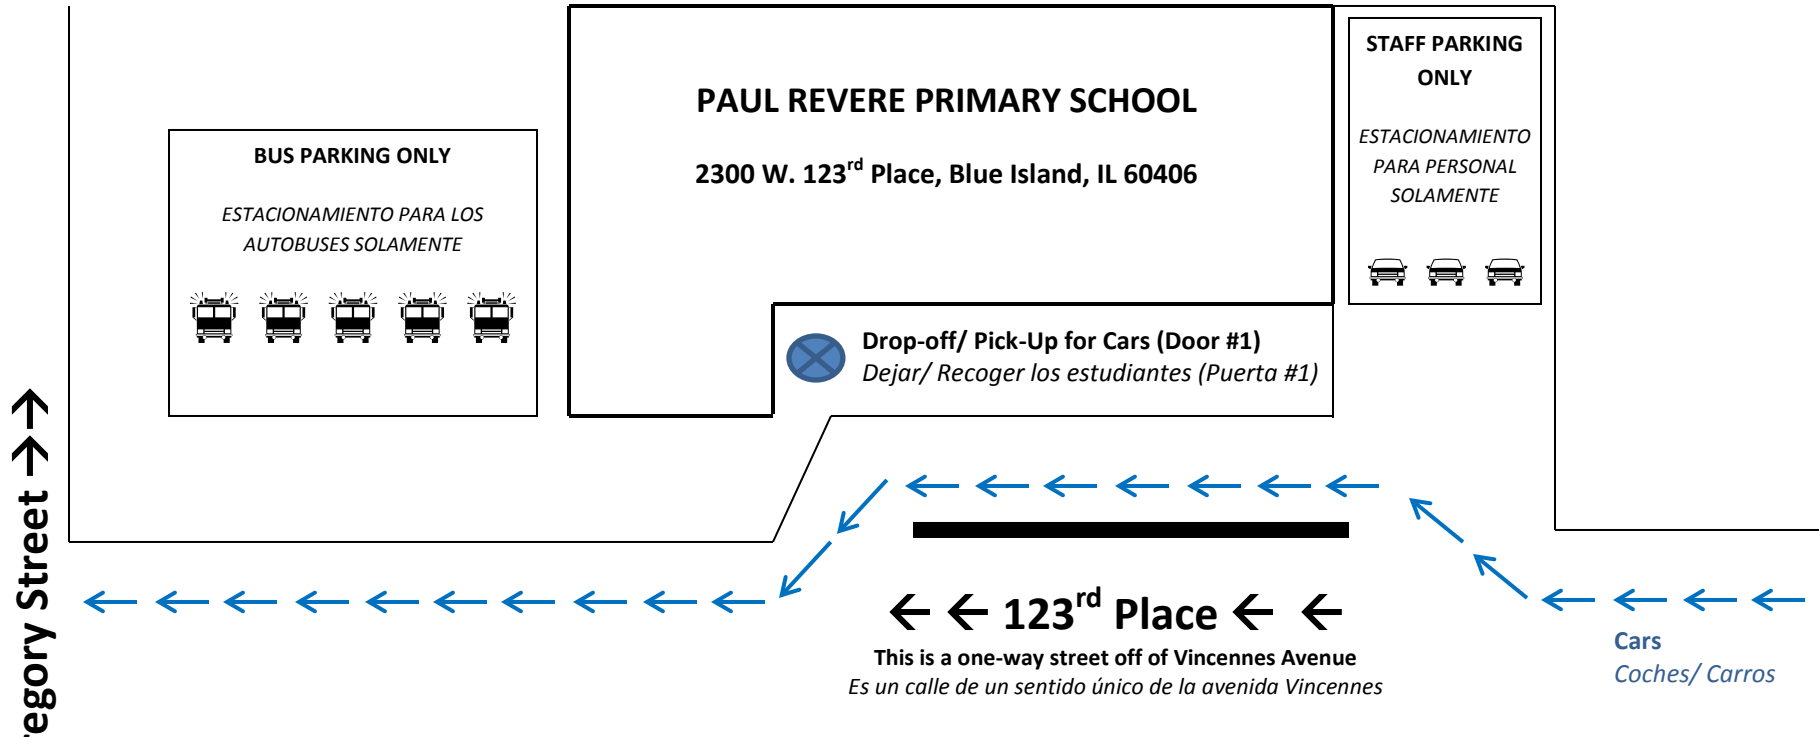 PAUL REVERE PRIMARY SCHOOL
2300 W. 123rd Place, Blue Island, IL 60406
STAFF PARKING
ONLY
ESTACIONAMIENTO
PARA PERSONAL
SOLAMENTE
BUS PARKING ONLY
ESTACIONAMIENTO PARA LOS
AUTOBUSES SOLAMENTE
Drop-off/ Pick-Up for Cars (Door #1)
Dejar/ Recoger los estudiantes (Puerta #1)
regory Street →→
← ← 123rd Place ← ←
This is a one-way street off of Vincennes Avenue
Es un calle de un sentido único de la avenida Vincennes
Cars
Coches/ Carros